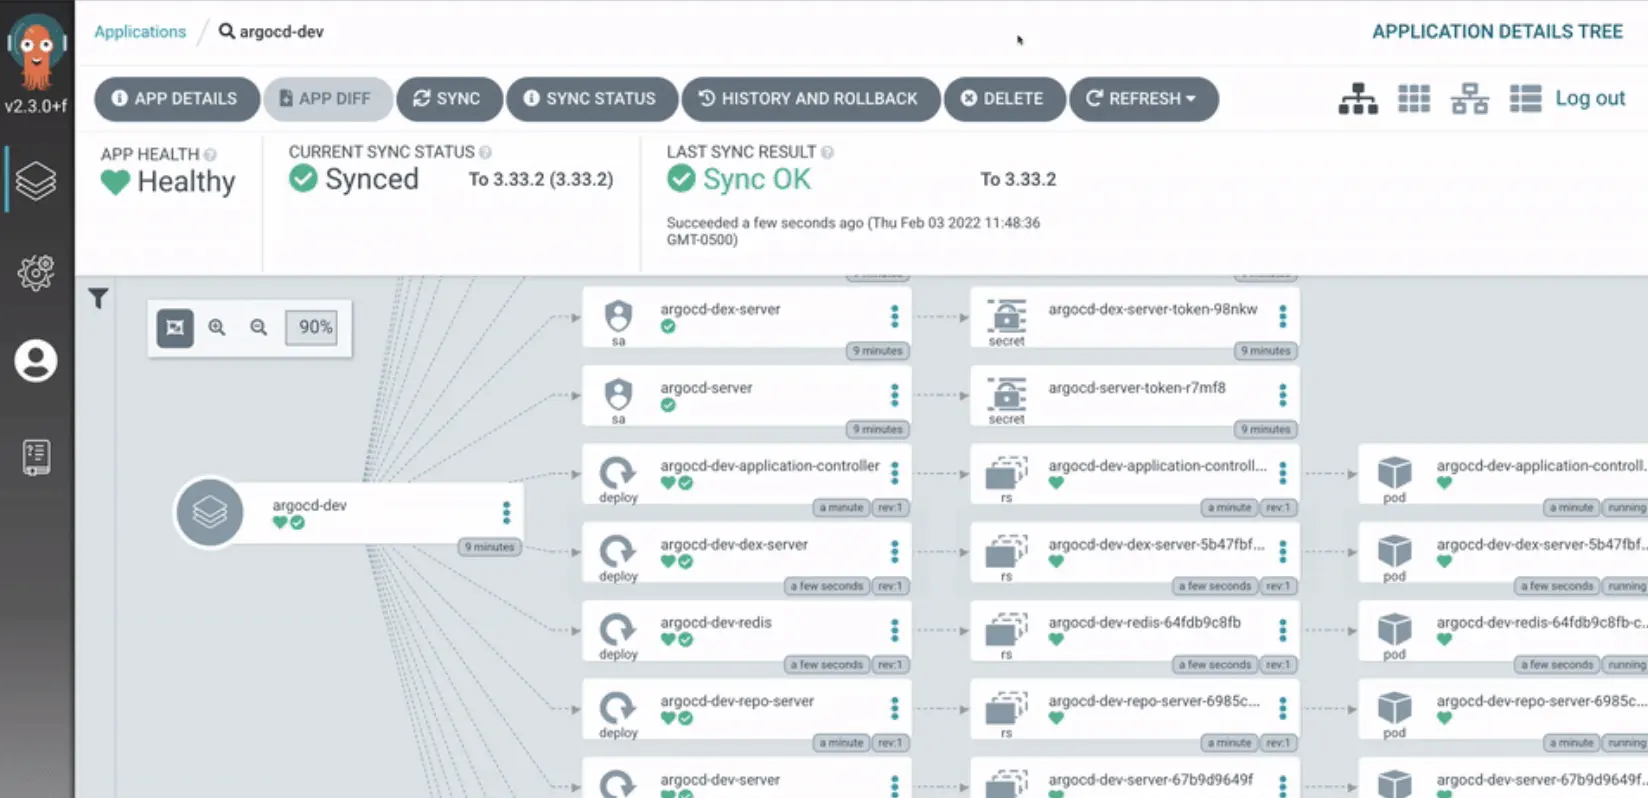 Applications / argocd-dev
APPLICATION DETAILS TREE
v2.3.0+f
APP DETAILS
APP DIFF
SYNC
SYNC STATUS
HISTORY AND ROLLBACK
DELETE
REFRESH
Log out
APP HEALTH
Healthy
CURRENT SYNC STATUS
Synced
To 3.33.2 (3.33.2)
LAST SYNC RESULT
Sync OK
To 3.33.2
Succeeded a few seconds ago (Thu Feb 03 2022 11:48:36
GMT-0500)
90%
argocd-dev
9 minutes
argocd-dex-server
sa
9 minutes
argocd-dex-server-token-98nkw
secret
9 minutes
argocd-server
sa
9 minutes
argocd-server-token-r7mf8
secret
9 minutes
argocd-dev-application-controller
deploy
a minute rev:1
argocd-dev-application-controll...
rs
a minute rev:1
argocd-dev-application-controll.
pod
a minute running
argocd-dev-dex-server
deploy
a few seconds rev:1
argocd-dev-dex-server-5b47fbf...
rs
a few seconds rev:1
argocd-dev-dex-server-5b47fbf..
pod
a few seconds running
argocd-dev-redis
deploy
a few seconds rev:1
argocd-dev-redis-64fdb9c8fb
rs
a few seconds rev:1
argocd-dev-redis-64fdb9c8fb-c...
pod
a few seconds running
argocd-dev-repo-server
deploy
a minute rev:1
argocd-dev-repo-server-6985c...
rs
a minute rev:1
argocd-dev-repo-server-6985c...
pod
a minute running
argocd-dev-server
argocd-dev-server-67b9d9649f
argocd-dev-server-67b9d9649f..